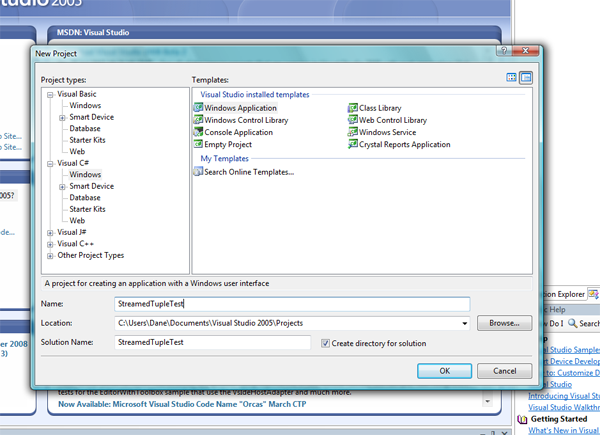 Studio 2005
MSDN: Visual Studio
New Project
Project types:
Templates:
Visual Basic
Windows
Smart Device
Database
Starter Kits
Web
Visual C#
Windows
Smart Device
Database
Starter Kits
Web
Visual J#
Visual C++
Other Project Types
Visual Studio installed templates
Windows Application
Class Library
Windows Control Library
Web Control Library
Console Application
Windows Service
Empty Project
Crystal Reports Application
My Templates
Search Online Templates...
A project for creating an application with a Windows user interface
Name:
StreamedTupleTest
Location:
C:\Users\Dane\Documents\Visual Studio 2005\Projects
Browse...
Solution Name:
StreamedTupleTest
Create directory for solution
OK
Cancel
o Site...
o Site...
005?
de...
ber 2008
3)
tests for the EditorWithToolbox sample that use the VsIdeHostAdapter and much more.
Now Available: Microsoft Visual Studio Code Name "Orcas" March CTP
on Explorer
Help
w Do I
Search
p
ual Studio Samples
rt Device Develop
to: Customize D
ual Studio
Introducing Visual St
Visual Studio Walkthr
Getting Started
What's New in Visual